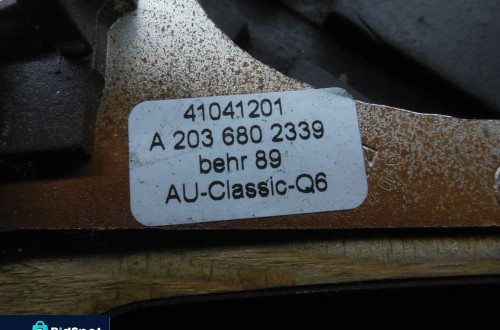 41041201
A 203 680 2339
behr 89
AU-Classic-Q6